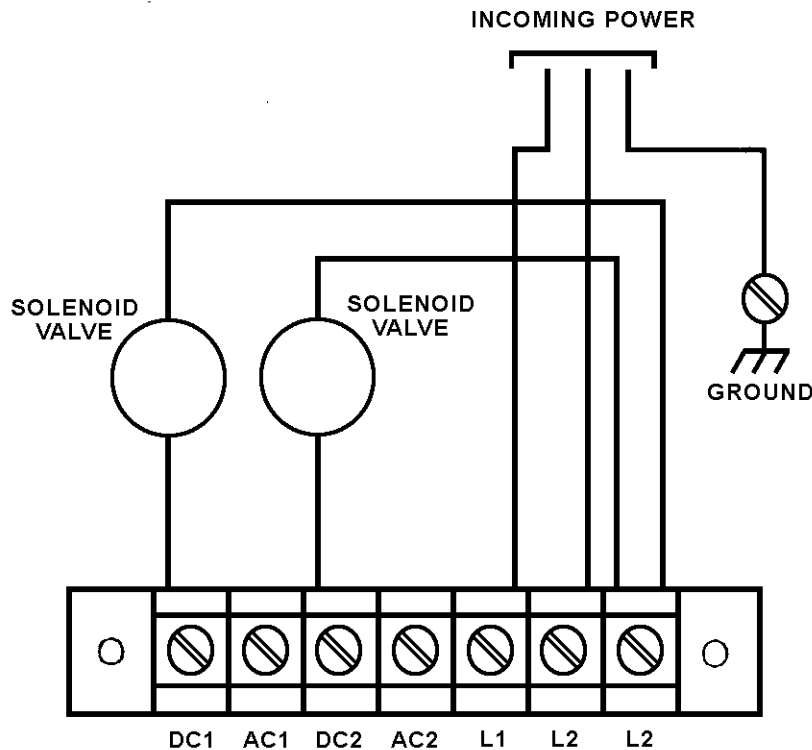 INCOMING POWER
SOLENOID
VALVE
SOLENOID
VALVE
GROUND
DC1 AC1 DC2 AC2 L1 L2 L2